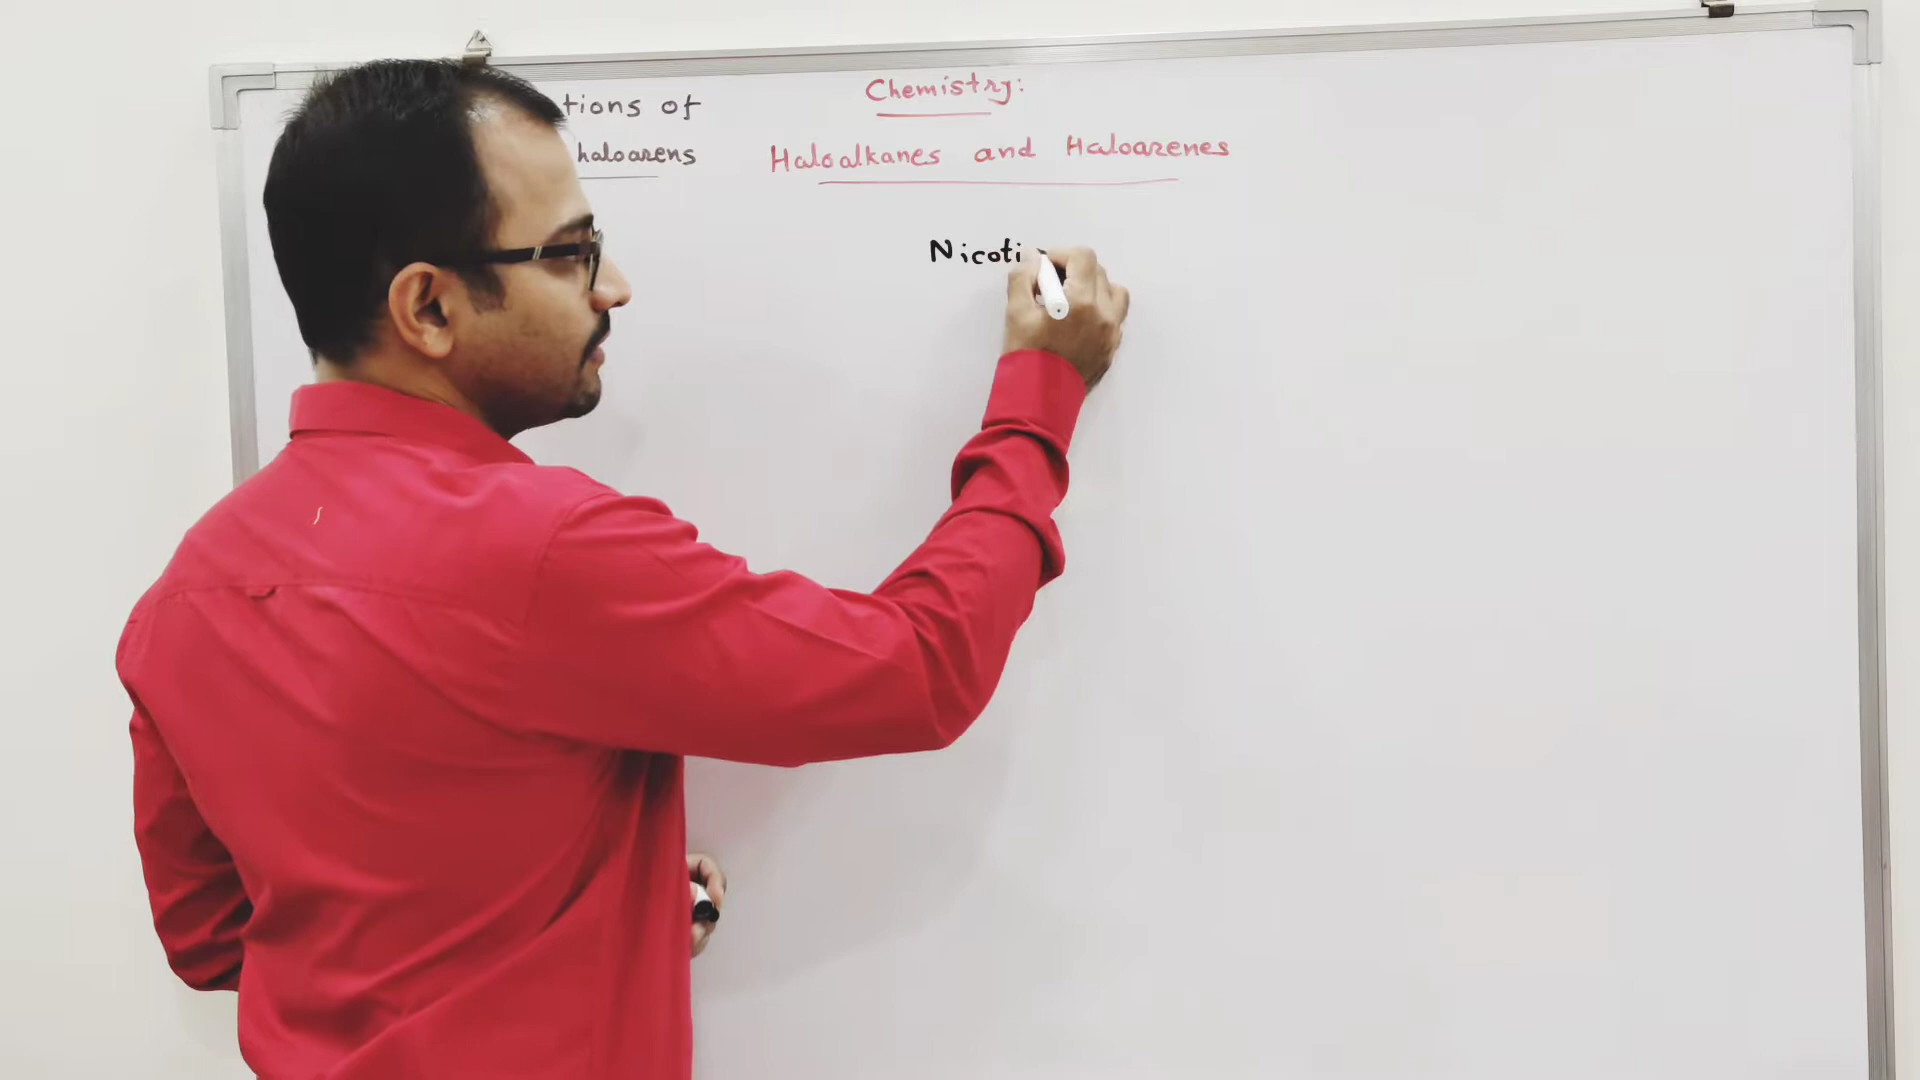 tions of
haloarens
Chemistry:
Haloalkanes and Haloarenes
Nicoti